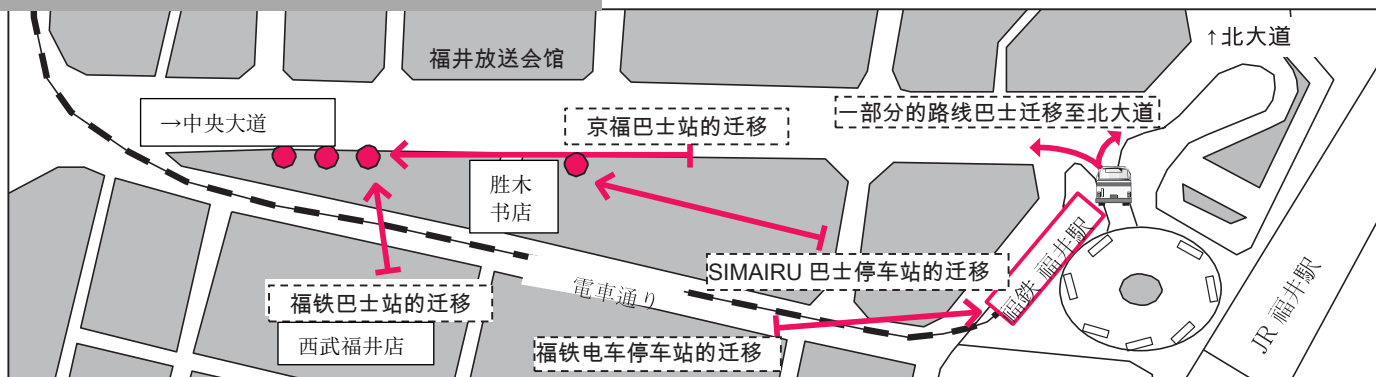 ↑北大道
福井放送会馆
一部分的路线巴士迁移至北大道
→中央大道
京福巴士站的迁移
胜木
书店
福鉄 福井駅
SIMAIRU 巴士停车站的迁移
電車通り
福铁巴士站的迁移
JR 福井駅
西武福井店
福铁电车停车站的迁移